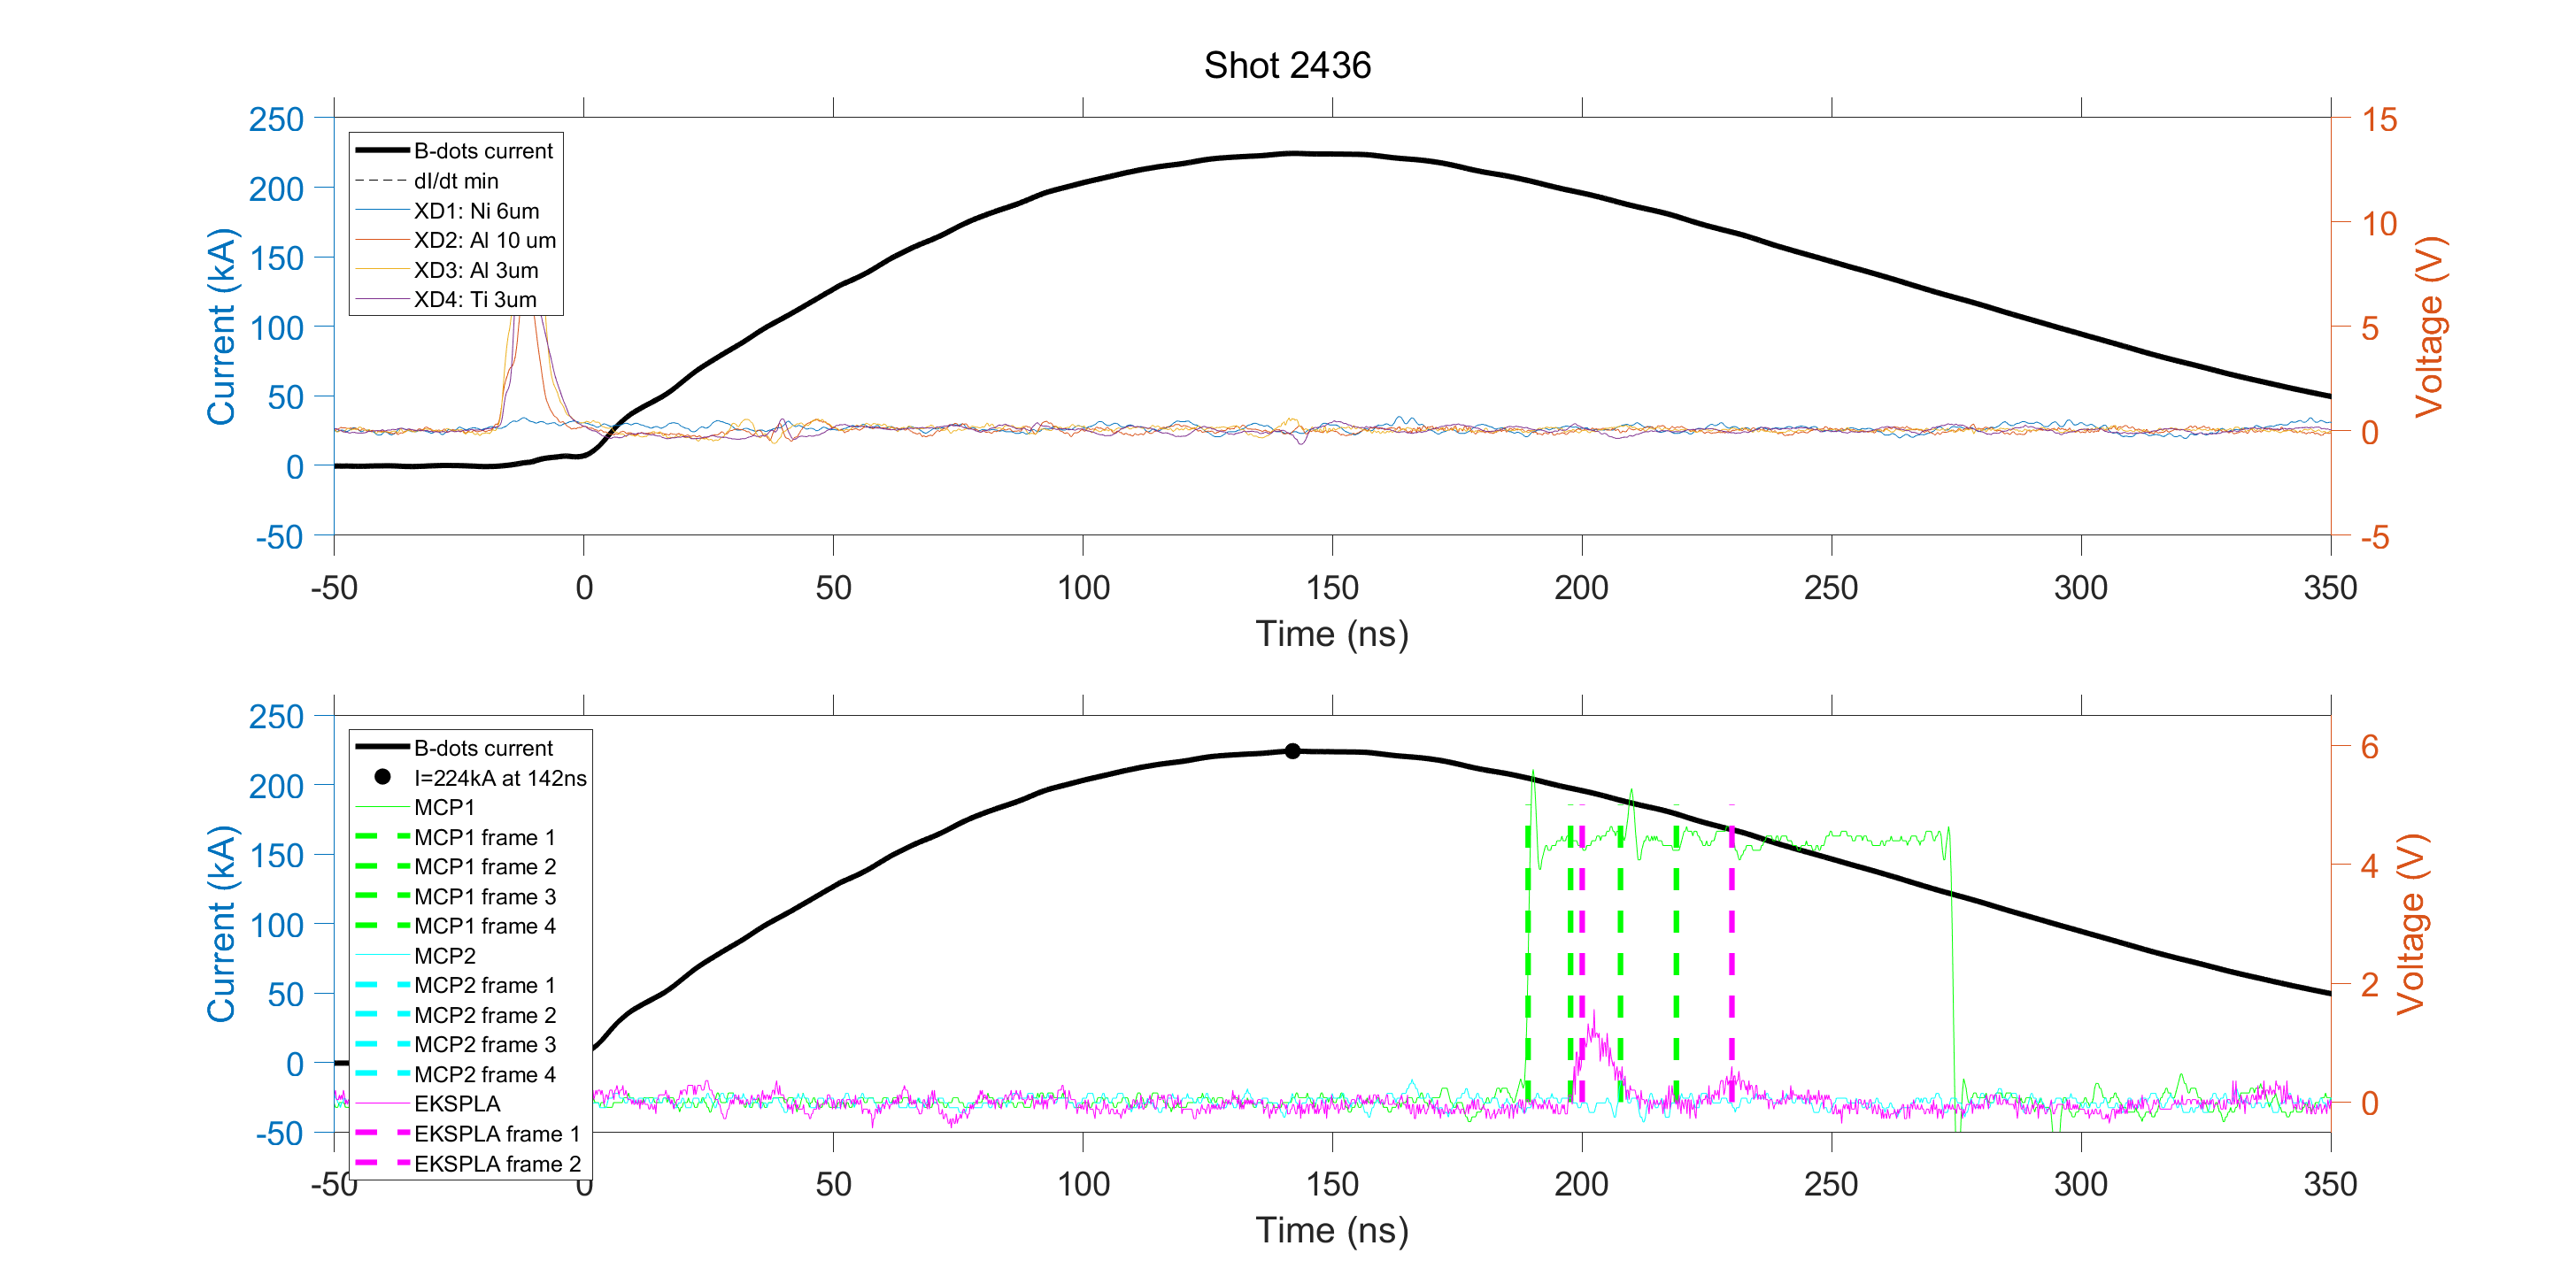 Shot 2436
250
200
150
100
50
0
-50
Current (kA)
B-dots current
dI/dt min
XD1: Ni 6um
XD2: Al 10 um
XD3: Al 3um
XD4: Ti 3um
15
10
5
0
-5
Voltage (V)
-50 0 50 100 150 200 250 300 350
Time (ns)
250
200
150
100
50
0
-50
Current (kA)
B-dots current
I=224kA at 142ns
MCP1
MCP1 frame 1
MCP1 frame 2
MCP1 frame 3
MCP1 frame 4
MCP2
MCP2 frame 1
MCP2 frame 2
MCP2 frame 3
MCP2 frame 4
EKSPLA
EKSPLA frame 1
EKSPLA frame 2
6
4
2
0
Voltage (V)
-50 0 50 100 150 200 250 300 350
Time (ns)